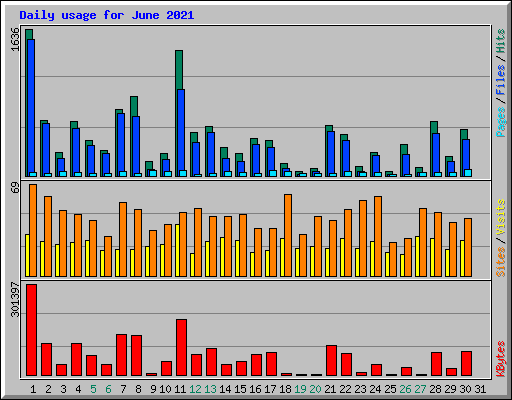 Daily usage for June 2021
1636
Pages / Files / Hits
69
Sites / Visits
301397
KBytes
1 2 3 4 5 6 7 8 9 10 11 12 13 14 15 16 17 18 19 20 21 22 23 24 25 26 27 28 29 30 31